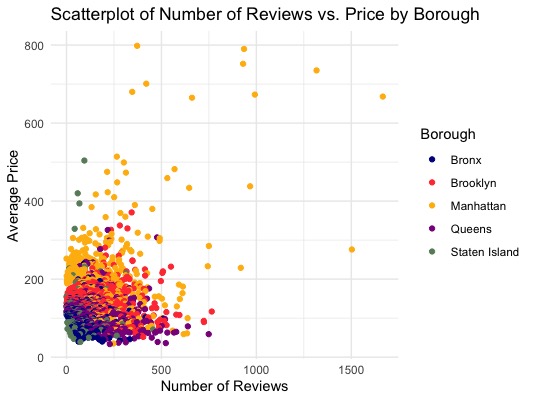 Scatterplot of Number of Reviews vs. Price by Borough
800
600
400
200
0
Average Price
0
500
1000
1500
Number of Reviews
Borough
Bronx
Brooklyn
Manhattan
Queens
Staten Island